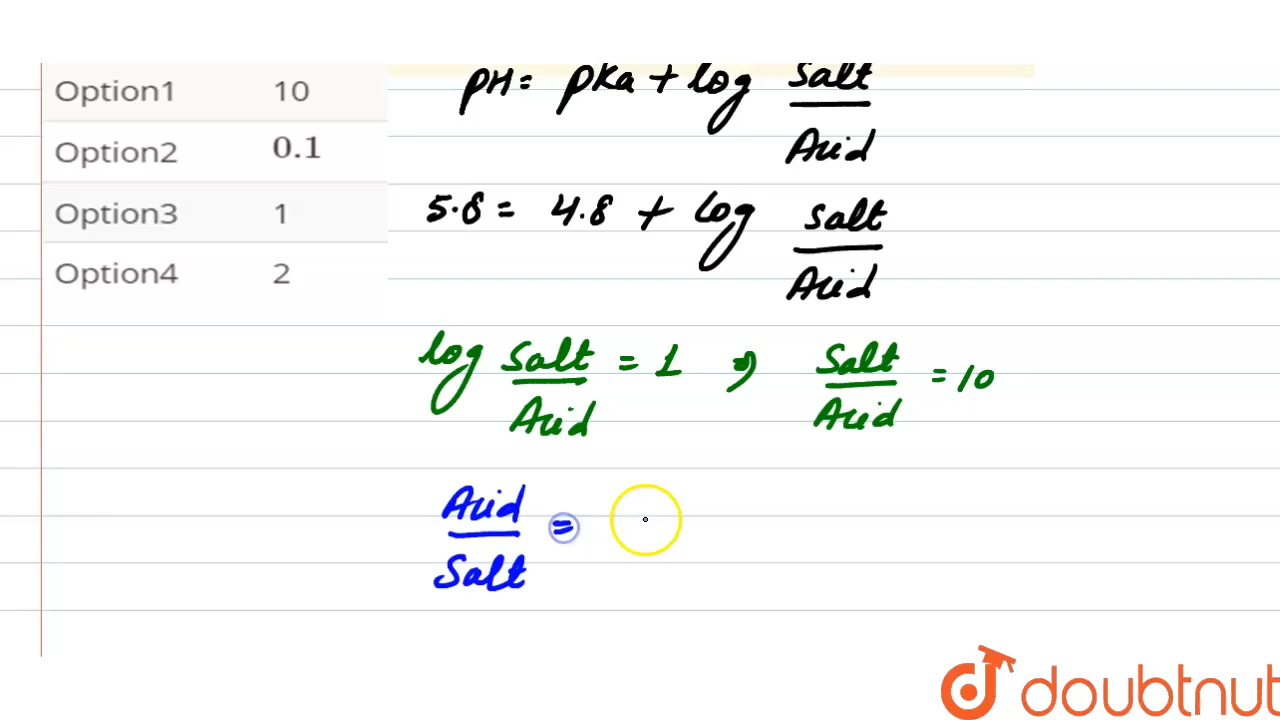 Option1 10
Option2 0.1
Option3 1
Option4 2
pH = pKa + log Salt/Acid
5.8 = 4.8 + log Salt/Acid
log Salt/Acid = 1 ⇒ Salt/Acid = 10
Acid/Salt =
doubtnut